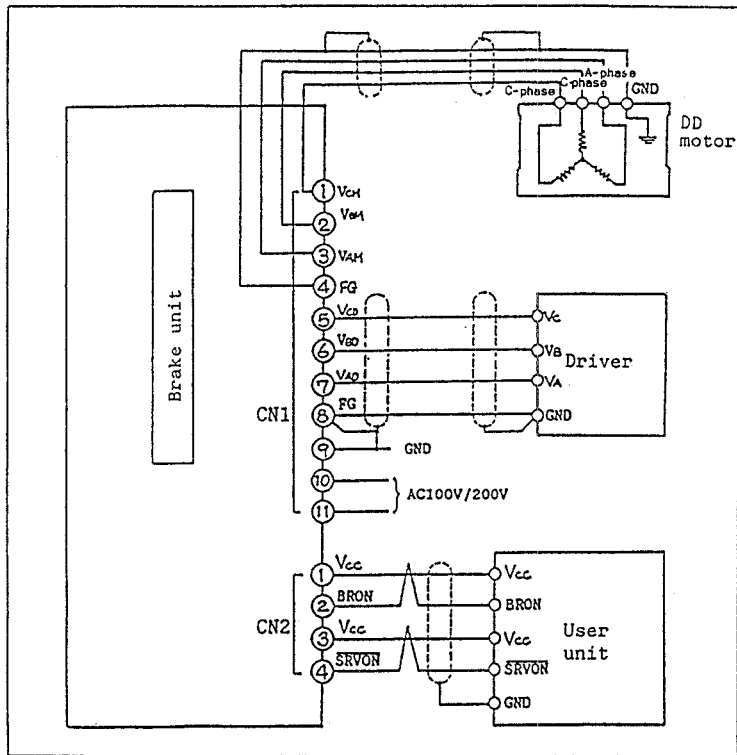 A-phase
C-phase
C-phase
GND
DD
motor
① VCM
② VBM
③ VAM
④ FG
⑤ VCD
⑥ VBD
⑦ VAD
⑧ FG
⑨ GND
⑩
⑪
AC100V/200V
CN1
Brake unit
VC
VB
VA
GND
Driver
CN2
① VCC
② BRON
③ VCC
④ S̅R̅V̅O̅N̅
VCC
BRON
VCC
S̅R̅V̅O̅N̅
GND
User
unit